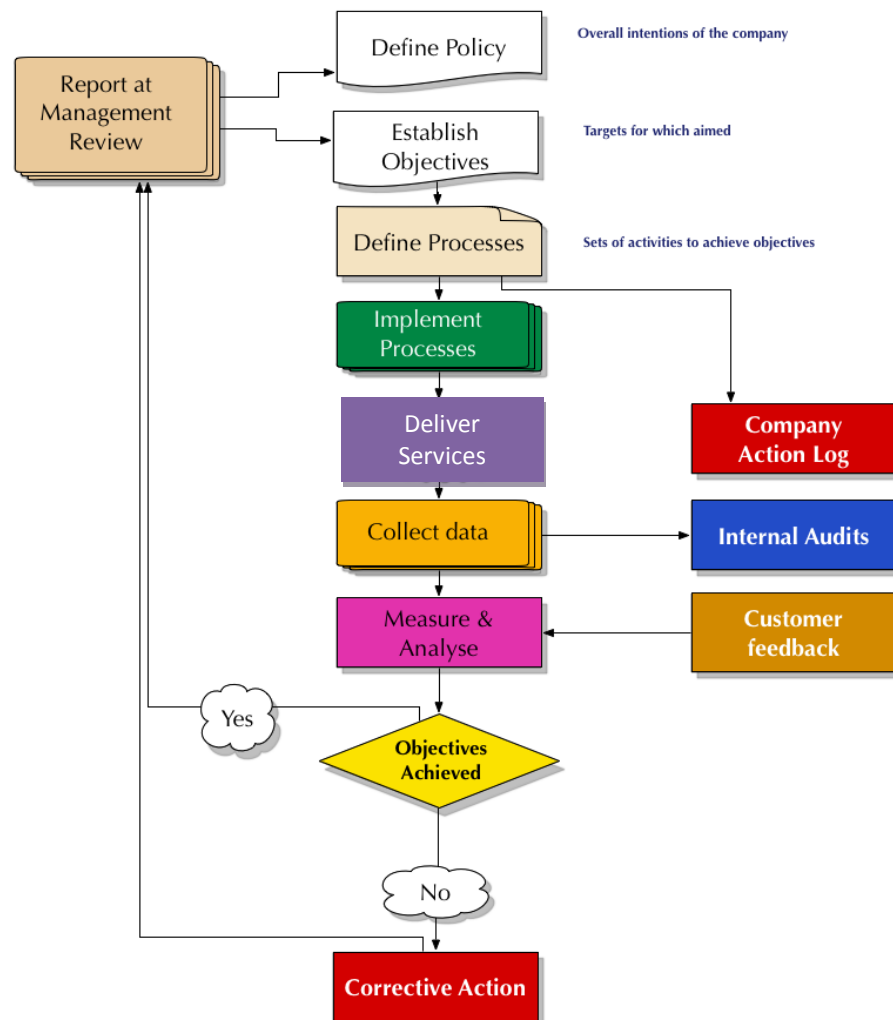 Define Policy
Overall intentions of the company
Report at
Management
Review
Establish
Objectives
Targets for which aimed
Define Processes
Sets of activities to achieve objectives
Implement
Processes
Deliver
Services
Company
Action Log
Collect data
Internal Audits
Measure &
Analyse
Customer
feedback
Yes
Objectives
Achieved
No
Corrective Action